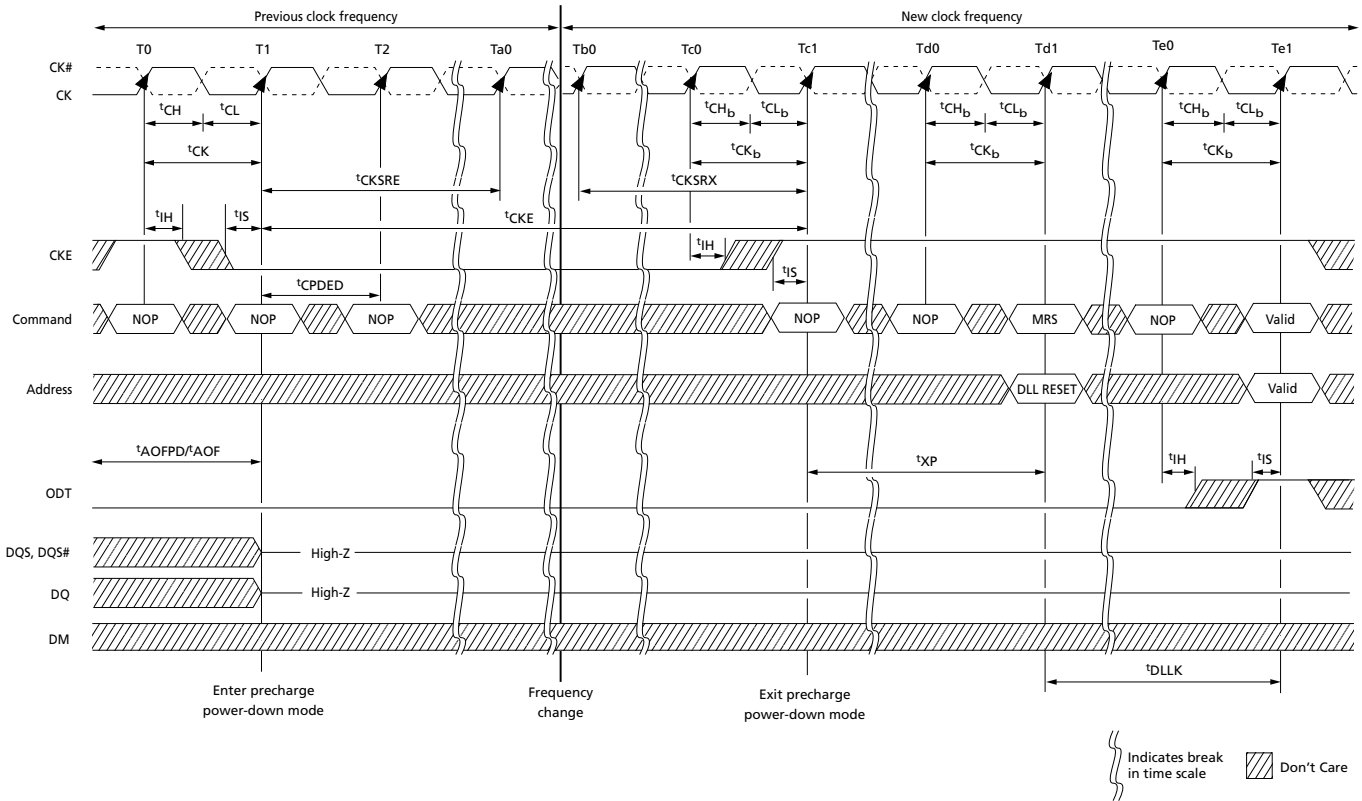 Previous clock frequency New clock frequency
T0 T1 T2 Ta0 Tb0 Tc0 Tc1 Td0 Td1 Te0 Te1
CK#
CK
tCH tCL tCHb tCLb tCHb tCLb tCHb tCLb
tCK tCKb tCKb tCKb
tCKSRE tCKSRX
tIH tIS tCKE
CKE tIH
tIS
tCPDED
Command NOP NOP NOP NOP NOP MRS NOP Valid
Address DLL RESET Valid
tAOFPD/tAOF tXP tIH tIS
ODT
DQS, DQS# High-Z
DQ High-Z
DM
tDLLK
Enter precharge
power-down mode
Frequency
change
Exit precharge
power-down mode
Indicates break
in time scale
Don't Care